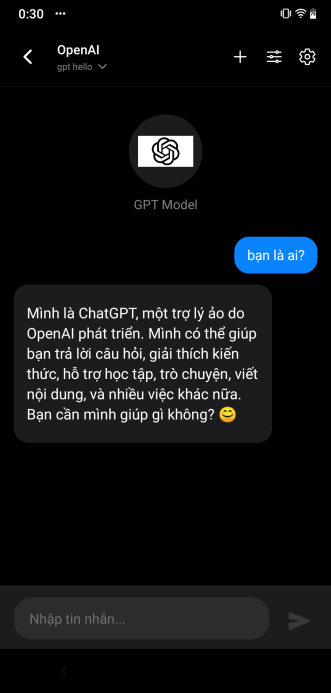 0:30 •••
OpenAI
gpt hello
GPT Model
bạn là ai?
Mình là ChatGPT, một trợ lý ảo do
OpenAI phát triển. Mình có thể giúp
bạn trả lời câu hỏi, giải thích kiến
thức, hỗ trợ học tập, trò chuyện, viết
nội dung, và nhiều việc khác nữa.
Bạn cần mình giúp gì không? 😊
Nhập tin nhắn...